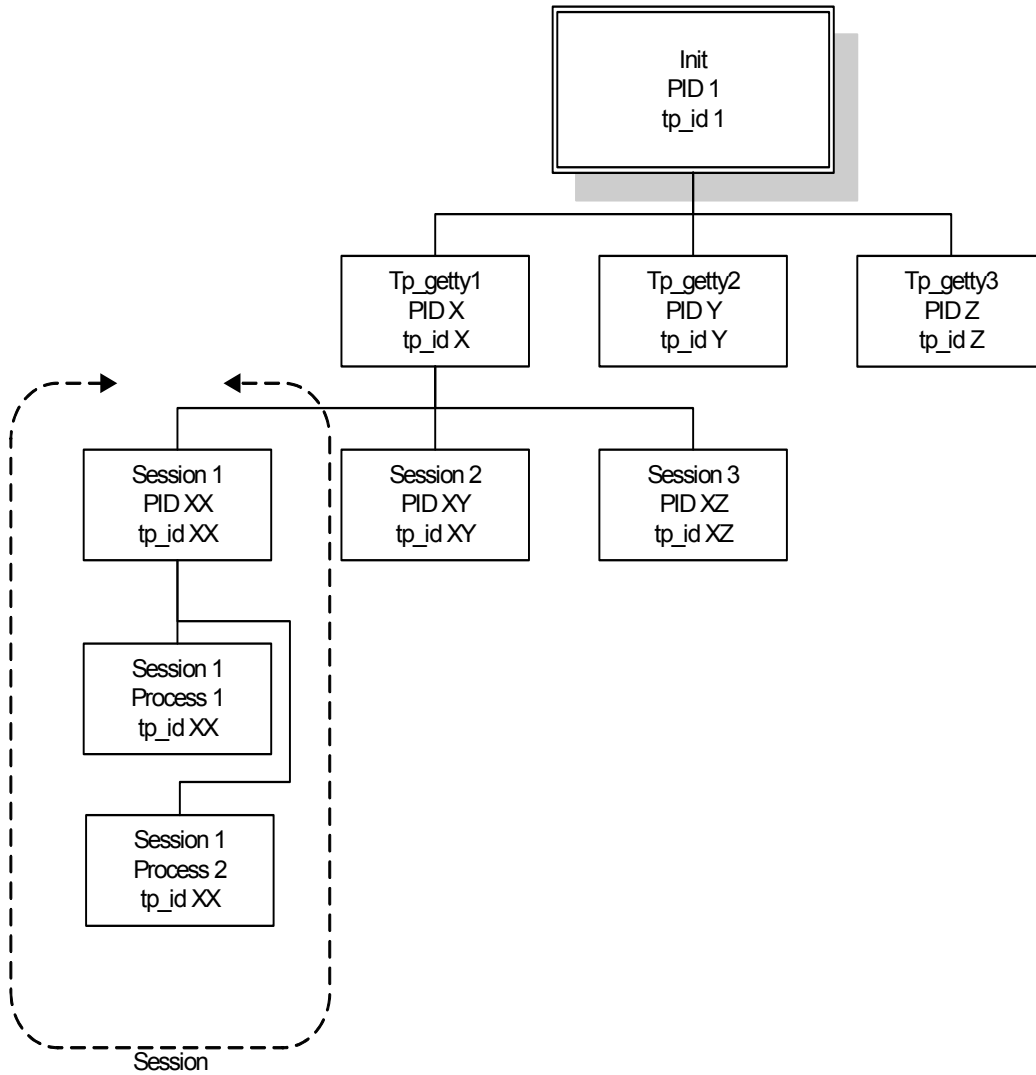 Init
PID 1
tp_id 1
Tp_getty1
PID X
tp_id X
Tp_getty2
PID Y
tp_id Y
Tp_getty3
PID Z
tp_id Z
Session 1
PID XX
tp_id XX
Session 2
PID XY
tp_id XY
Session 3
PID XZ
tp_id XZ
Session 1
Process 1
tp_id XX
Session 1
Process 2
tp_id XX
Session